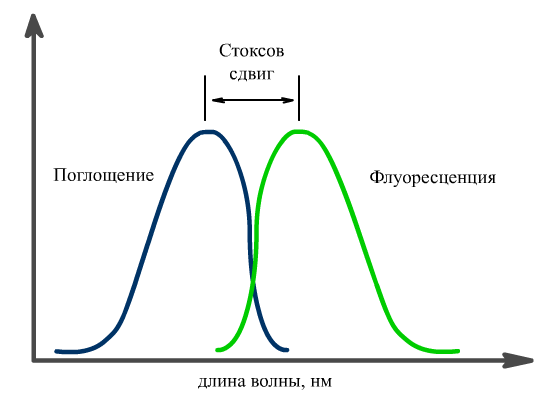 Стоксов
сдвиг
Поглощение
Флуоресценция
длина волны, нм